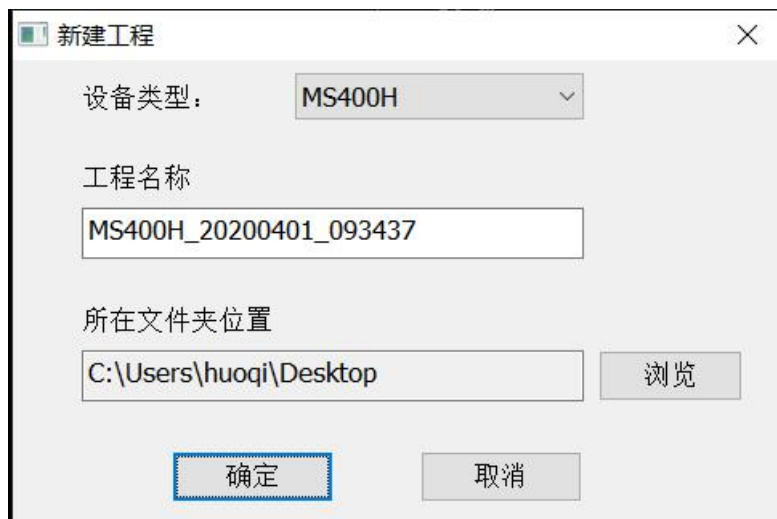 新建工程
设备类型： MS400H
工程名称
MS400H_20200401_093437
所在文件夹位置
C:\Users\huoqi\Desktop 浏览
确定 取消